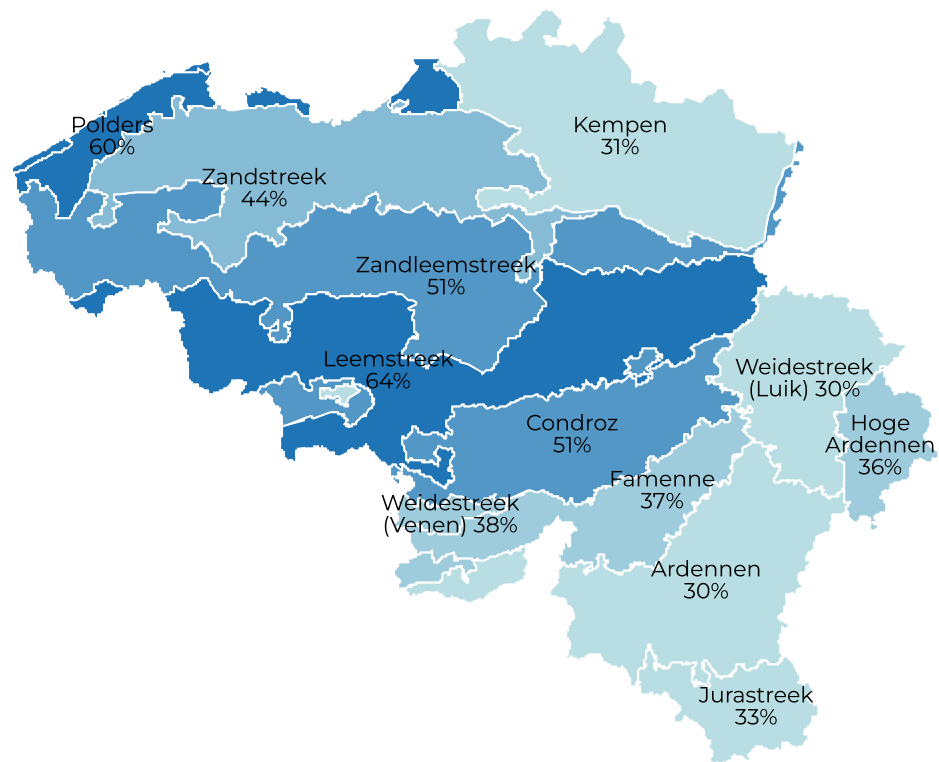 Polders
60%
Kempen
31%
Zandstreek
44%
Zandleemstreek
51%
Leemstreek
64%
Weidestreek
(Luik) 30%
Condroz
51%
Hoge
Ardennen
36%
Famenne
37%
Weidestreek
(Venen) 38%
Ardennen
30%
Jurastreek
33%